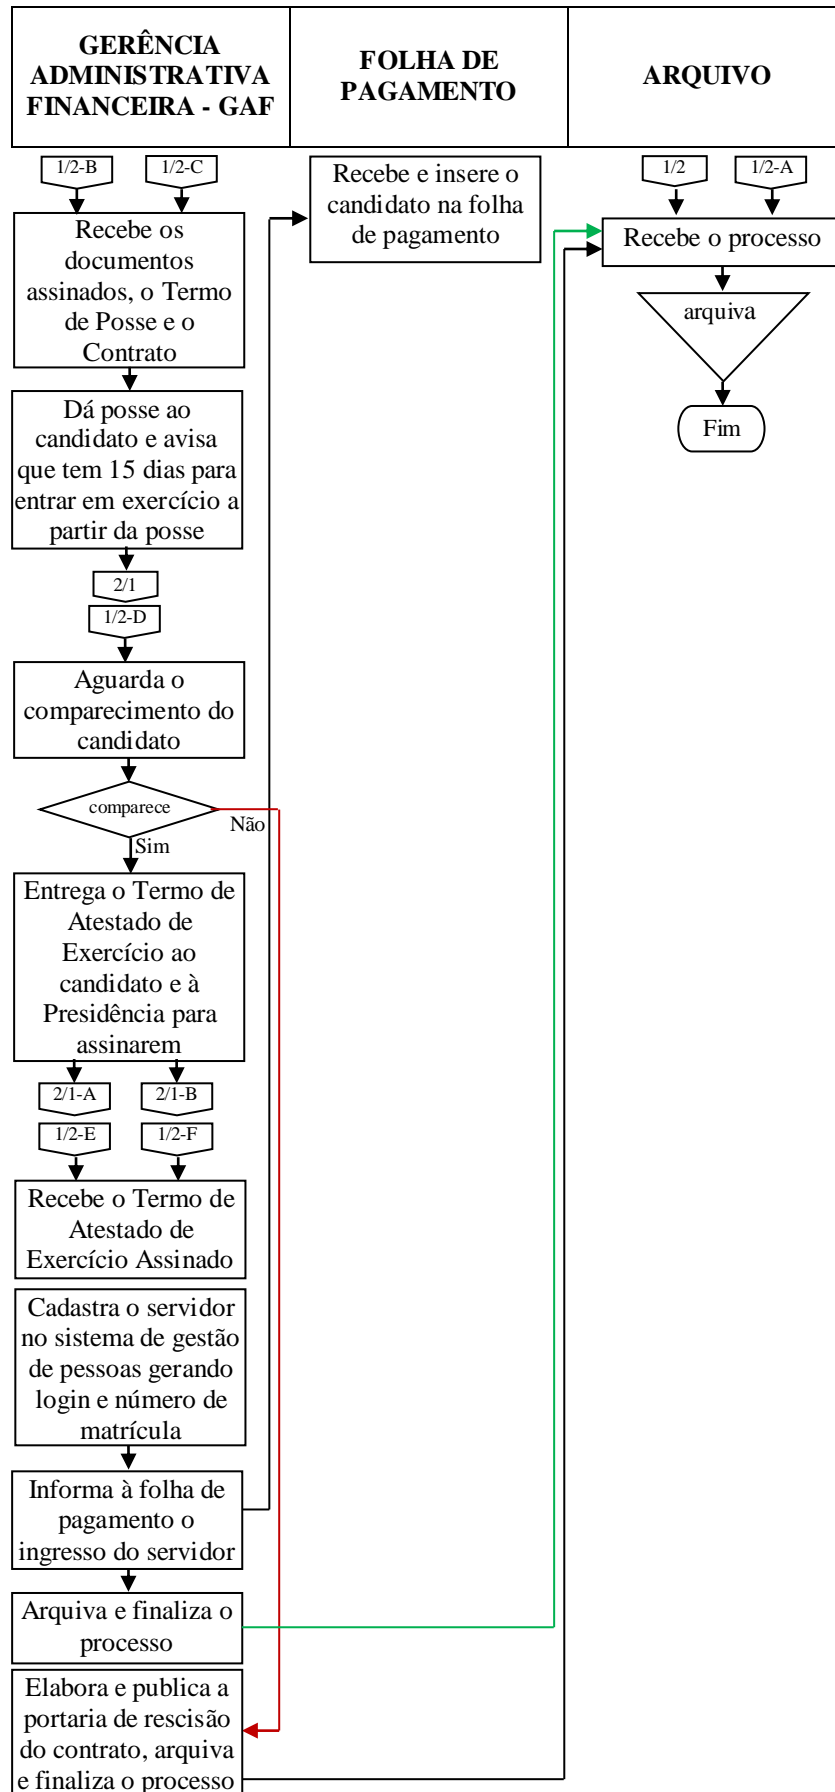 GERÊNCIA
ADMINISTRATIVA
FINANCEIRA - GAF
FOLHA DE
PAGAMENTO
ARQUIVO
1/2-B
1/2-C
Recebe os
documentos
assinados, o Termo
de Posse e o
Contrato
Dá posse ao
candidato e avisa
que tem 15 dias para
entrar em exercício a
partir da posse
2/1
1/2-D
Aguarda o
comparecimento do
candidato
comparece
Não
Sim
Entrega o Termo de
Atestado de
Exercício ao
candidato e à
Presidência para
assinarem
2/1-A
2/1-B
1/2-E
1/2-F
Recebe o Termo de
Atestado de
Exercício Assinado
Cadastra o servidor
no sistema de gestão
de pessoas gerando
login e número de
matrícula
Informa à folha de
pagamento o
ingresso do servidor
Arquiva e finaliza o
processo
Elabora e publica a
portaria de rescisão
do contrato, arquiva
e finaliza o processo
Recebe e insere o
candidato na folha
de pagamento
1/2
1/2-A
Recebe o processo
arquiva
Fim